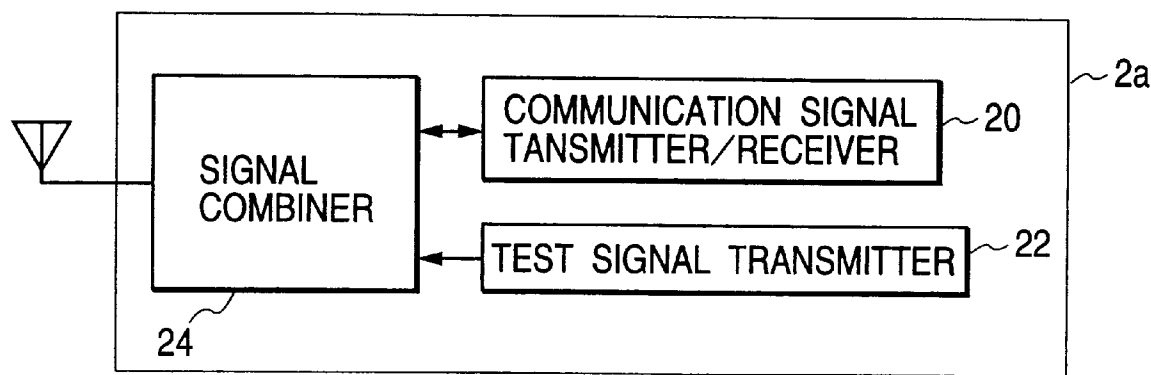 2a
COMMUNICATION SIGNAL
TANSMITTER/RECEIVER
20
SIGNAL
COMBINER
TEST SIGNAL TRANSMITTER
22
24